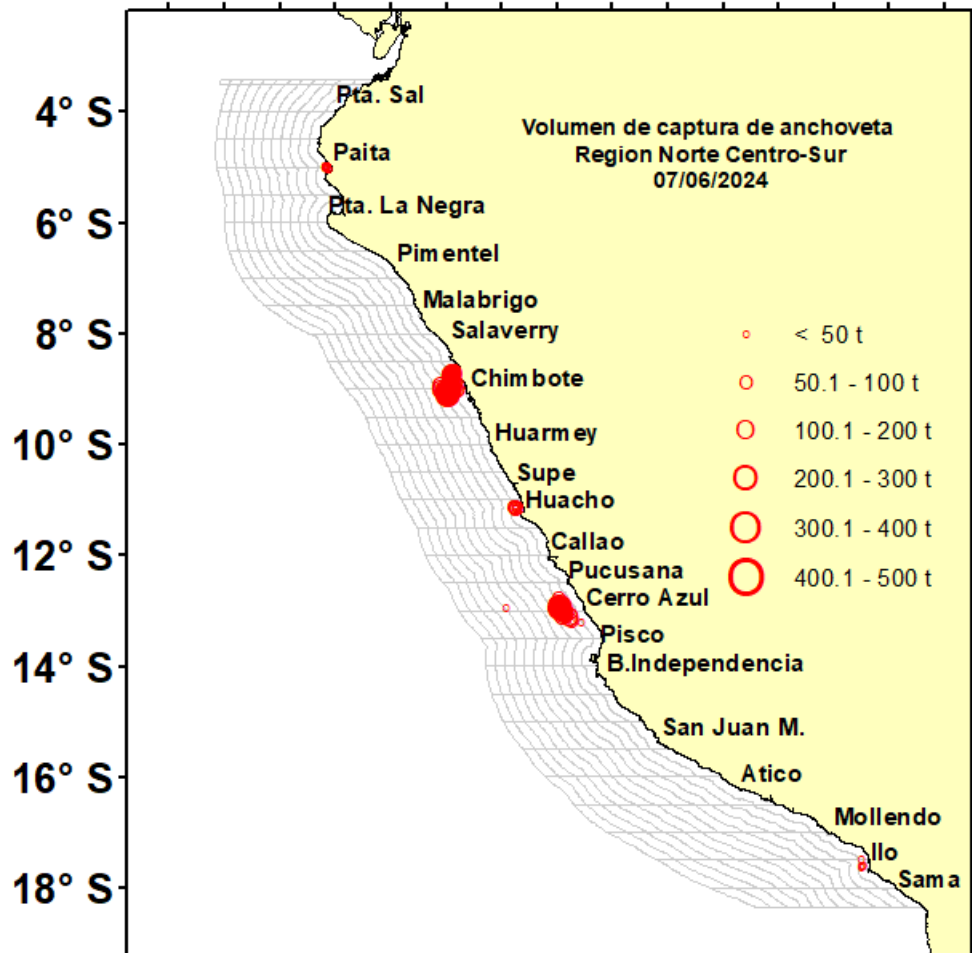 4° S
6° S
8° S
10° S
12° S
14° S
16° S
18° S
Volumen de captura de anchoveta
Region Norte Centro-Sur
07/06/2024
Pta. Sal
Paita
Pta. La Negra
Pimentel
Malabrigo
Salaverry
Chimbote
Huarmey
Supe
Huacho
Callao
Pucusana
Cerro Azul
Pisco
B.Independencia
San Juan M.
Atico
Mollendo
Ilo
Sama
< 50 t
50.1 - 100 t
100.1 - 200 t
200.1 - 300 t
300.1 - 400 t
400.1 - 500 t